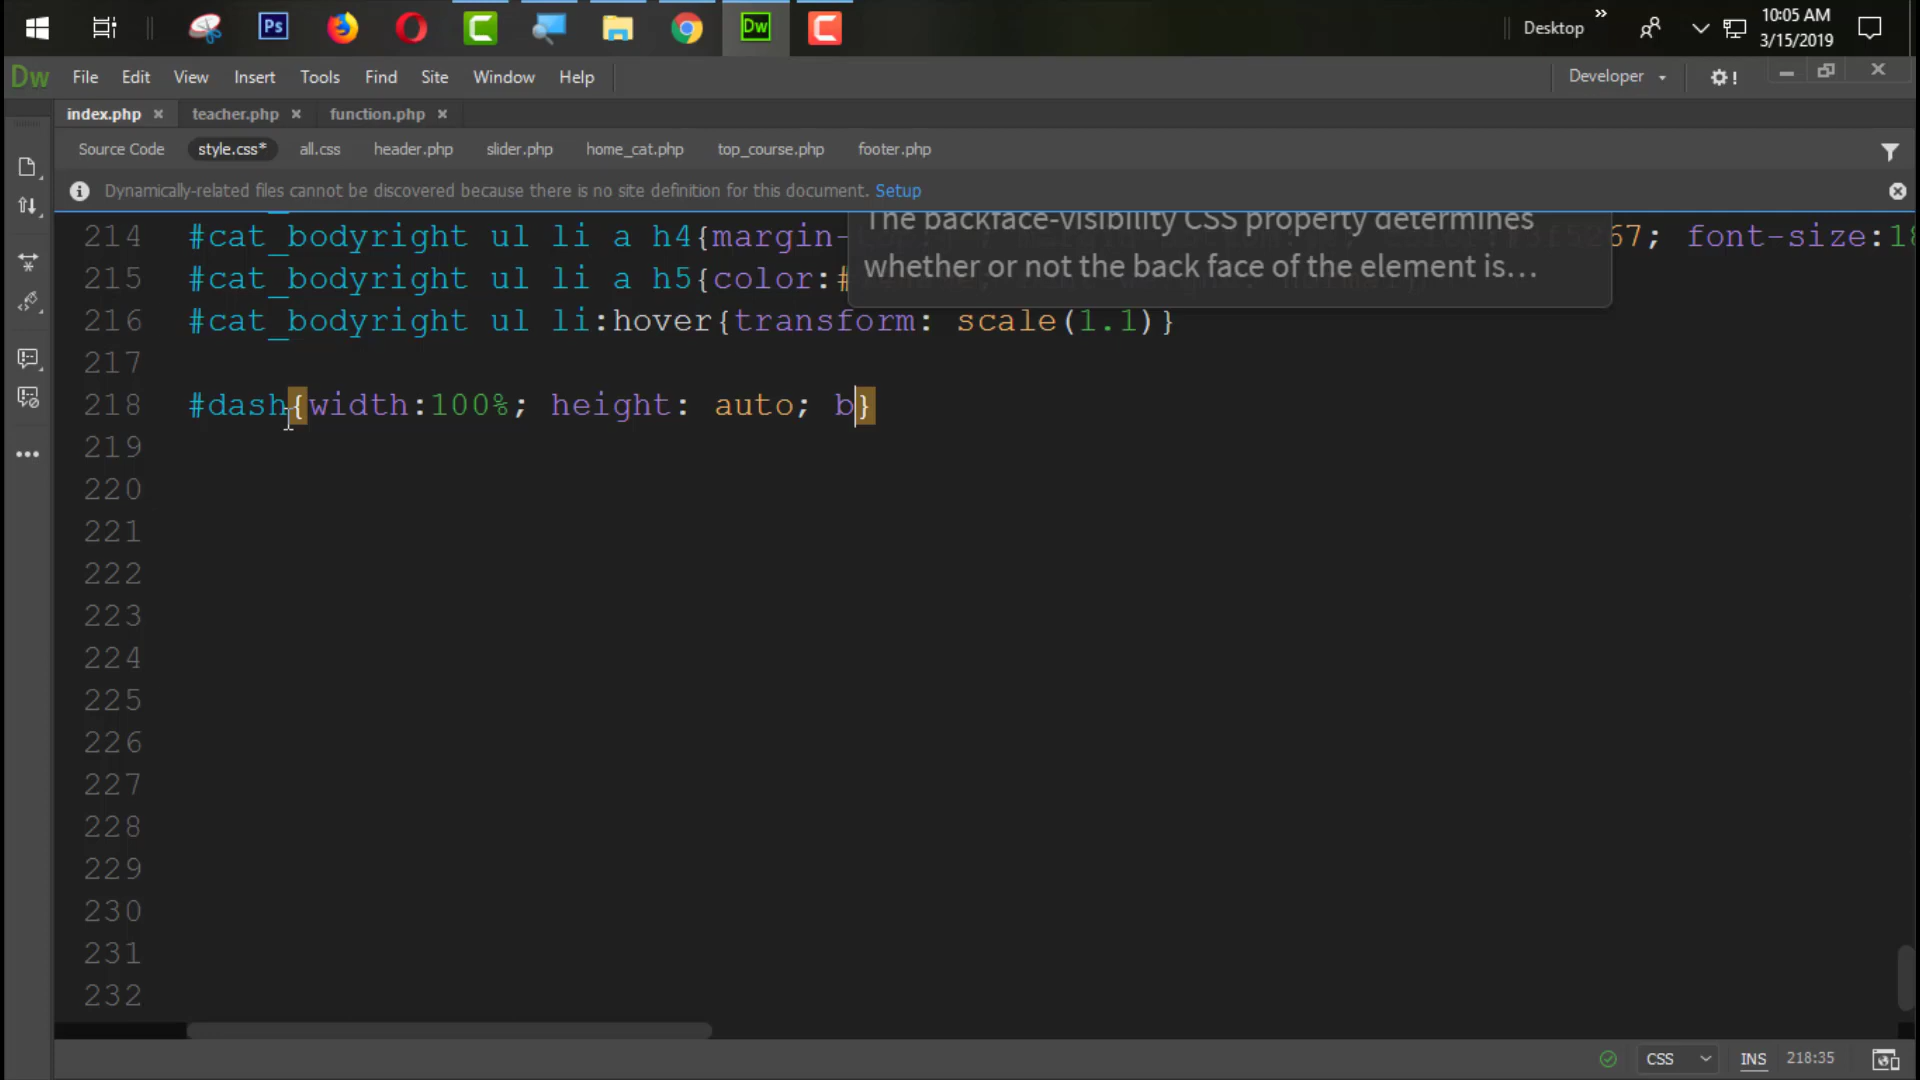 Ps
Dw
Desktop
»
10:05 AM
3/15/2019
Dw File Edit View Insert Tools Find Site Window Help Developer
index.php × teacher.php × function.php ×
Source Code style.css* all.css header.php slider.php home_cat.php top_course.php footer.php
Dynamically-related files cannot be discovered because there is no site definition for this document. Setup
The backface-visibility CSS property determines
whether or not the back face of the element is...
214 #cat_bodyright ul li a h4{margin- 67; font-size:18
215 #cat_bodyright ul li a h5{color:#
216 #cat_bodyright ul li:hover{transform: scale(1.1)}
217
218 #dash{width:100%; height: auto; b}
219
220
221
222
223
224
225
226
227
228
229
230
231
232
CSS INS 218:35